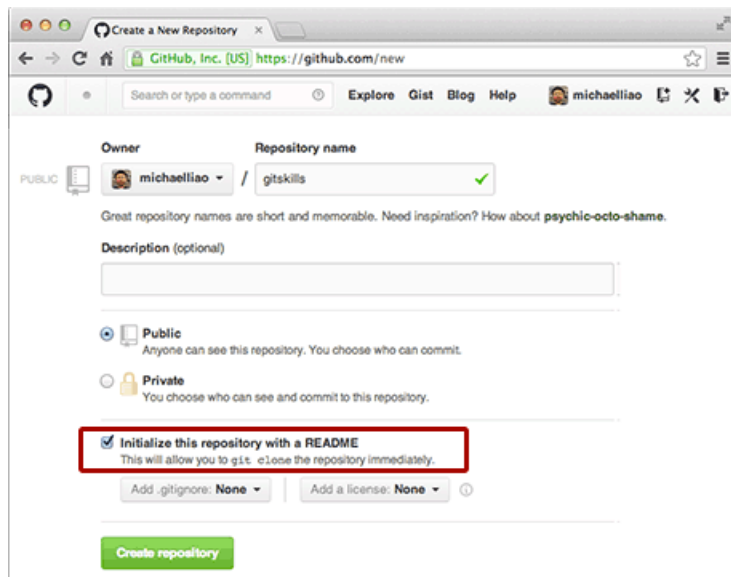 Create a New Repository
GitHub, Inc. [US] https://github.com/new
Search or type a command Explore Gist Blog Help michaelliao
Owner Repository name
PUBLIC michaelliao / gitskills
Great repository names are short and memorable. Need inspiration? How about psychic-octo-shame.
Description (optional)
Public
Anyone can see this repository. You choose who can commit.
Private
You choose who can see and commit to this repository.
Initialize this repository with a README
This will allow you to git clone the repository immediately.
Add .gitignore: None Add a license: None
Create repository